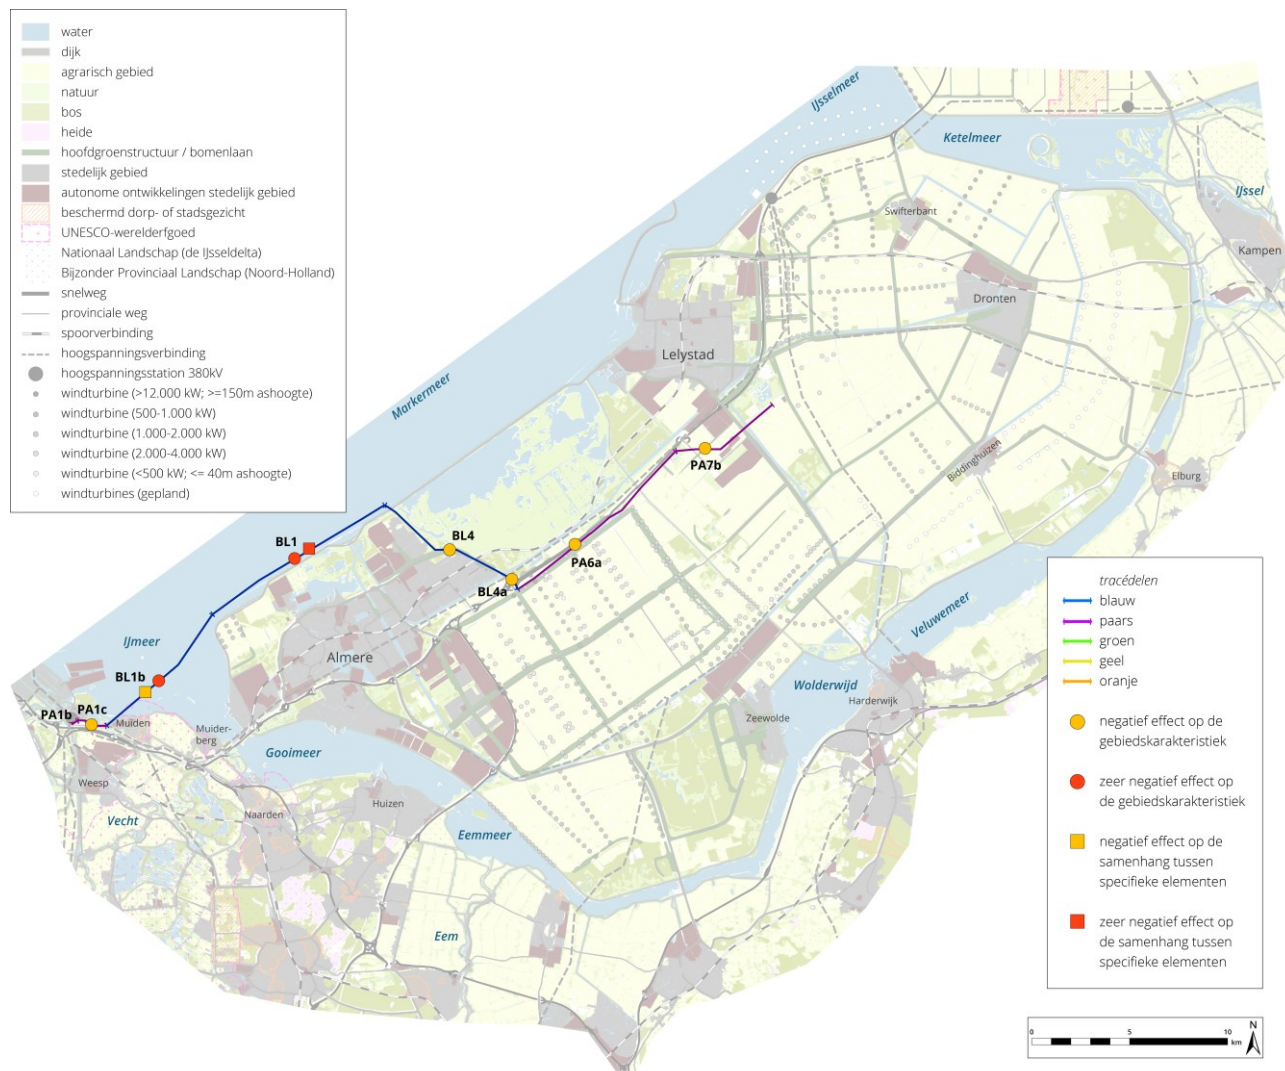 water
dijk
agrarisch gebied
natuur
bos
heide
hoofdgroenstructuur / bomenlaan
stedelijk gebied
autonome ontwikkelingen stedelijk gebied
beschermd dorp- of stadsgezicht
UNESCO-werelderfgoed
Nationaal Landschap (de IJsseldelta)
Bijzonder Provinciaal Landschap (Noord-Holland)
snelweg
provinciale weg
spoorverbinding
hoogspanningsverbinding
hoogspanningsstation 380kV
windturbine (>12.000 kW; >=150m ashoogte)
windturbine (500-1.000 kW)
windturbine (1.000-2.000 kW)
windturbine (2.000-4.000 kW)
windturbine (<500 kW; <= 40m ashoogte)
windturbines (gepland)
IJsselmeer
Ketelmeer
IJssel
Swifterbant
Kampen
Dronten
Lelystad
Markermeer
Biddinghuizen
Elburg
PA7b
BL1
BL4
PA6a
BL4a
Veluwemeer
IJmeer
Almere
BL1b
Wolderwijd
Harderwijk
PA1b
PA1c
Muiden
Muider-
berg
Zeewolde
Gooimeer
Weesp
Huizen
Naarden
Vecht
Eemmeer
Eem
tracédelen
blauw
paars
groen
geel
oranje
negatief effect op de
gebiedskarakteristiek
zeer negatief effect op
de gebiedskarakteristiek
negatief effect op de
samenhang tussen
specifieke elementen
zeer negatief effect op
de samenhang tussen
specifieke elementen
0 5 10
km
N